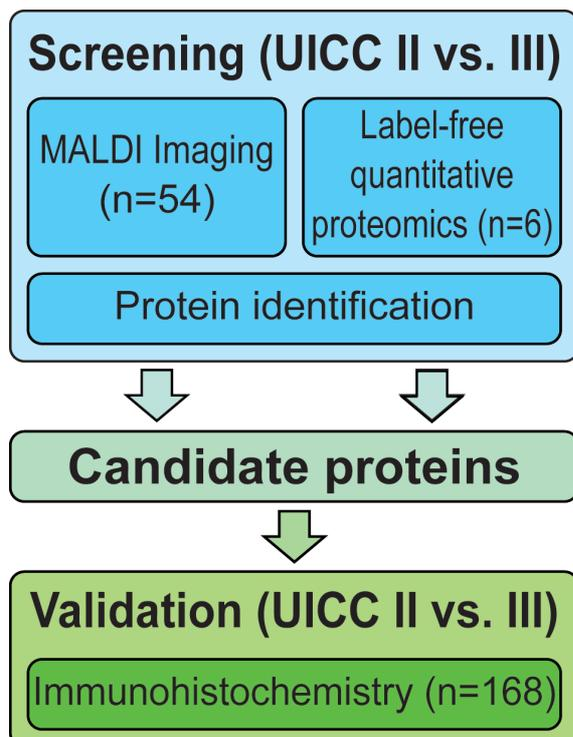 Screening (UICC II vs. III)
MALDI Imaging
(n=54)
Label-free
quantitative
proteomics (n=6)
Protein identification
Candidate proteins
Validation (UICC II vs. III)
Immunohistochemistry (n=168)